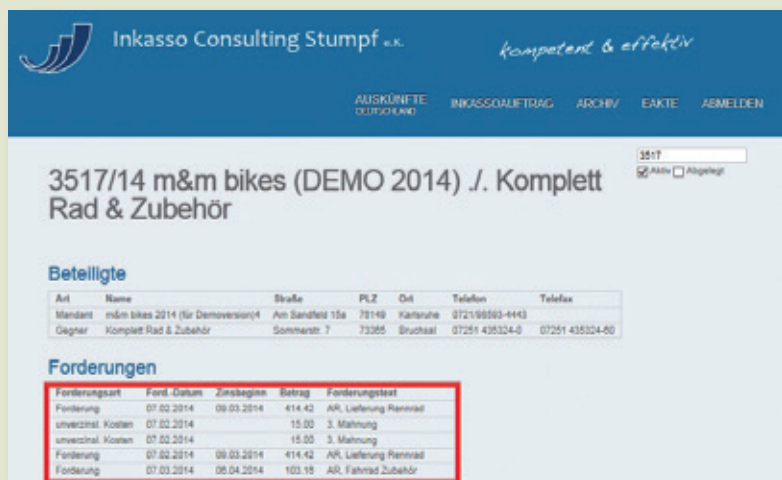 Inkasso Consulting Stumpf e.K.
kompetent & effektiv
AUSKÜNFTE INKASSOAUFTRAG ARCHIV EAKTE ABMELDEN
DEUTSCHLAND
3517
Aktiv Abgelegt
3517/14 m&m bikes (DEMO 2014) ./. Komplett
Rad & Zubehör
Beteiligte
Art Name Straße PLZ Ort Telefon Telefax
Mandant m&m bikes 2014 (für Demoversion)4 Am Sandfeld 15a 76149 Karlsruhe 0721/98593-4443
Gegner Komplett Rad & Zubehör Sommerstr. 7 73365 Bruchsal 07251 435324-0 07251 435324-60
Forderungen
Forderungsart Ford.-Datum Zinsbeginn Betrag Forderungstext
Forderung 07.02.2014 09.03.2014 414.42 AR, Lieferung Rennrad
unverzinsl. Kosten 07.02.2014 15.00 3. Mahnung
unverzinsl. Kosten 07.02.2014 15.00 3. Mahnung
Forderung 07.02.2014 09.03.2014 414.42 AR, Lieferung Rennrad
Forderung 07.03.2014 06.04.2014 103.18 AR, Fahrrad Zubehör